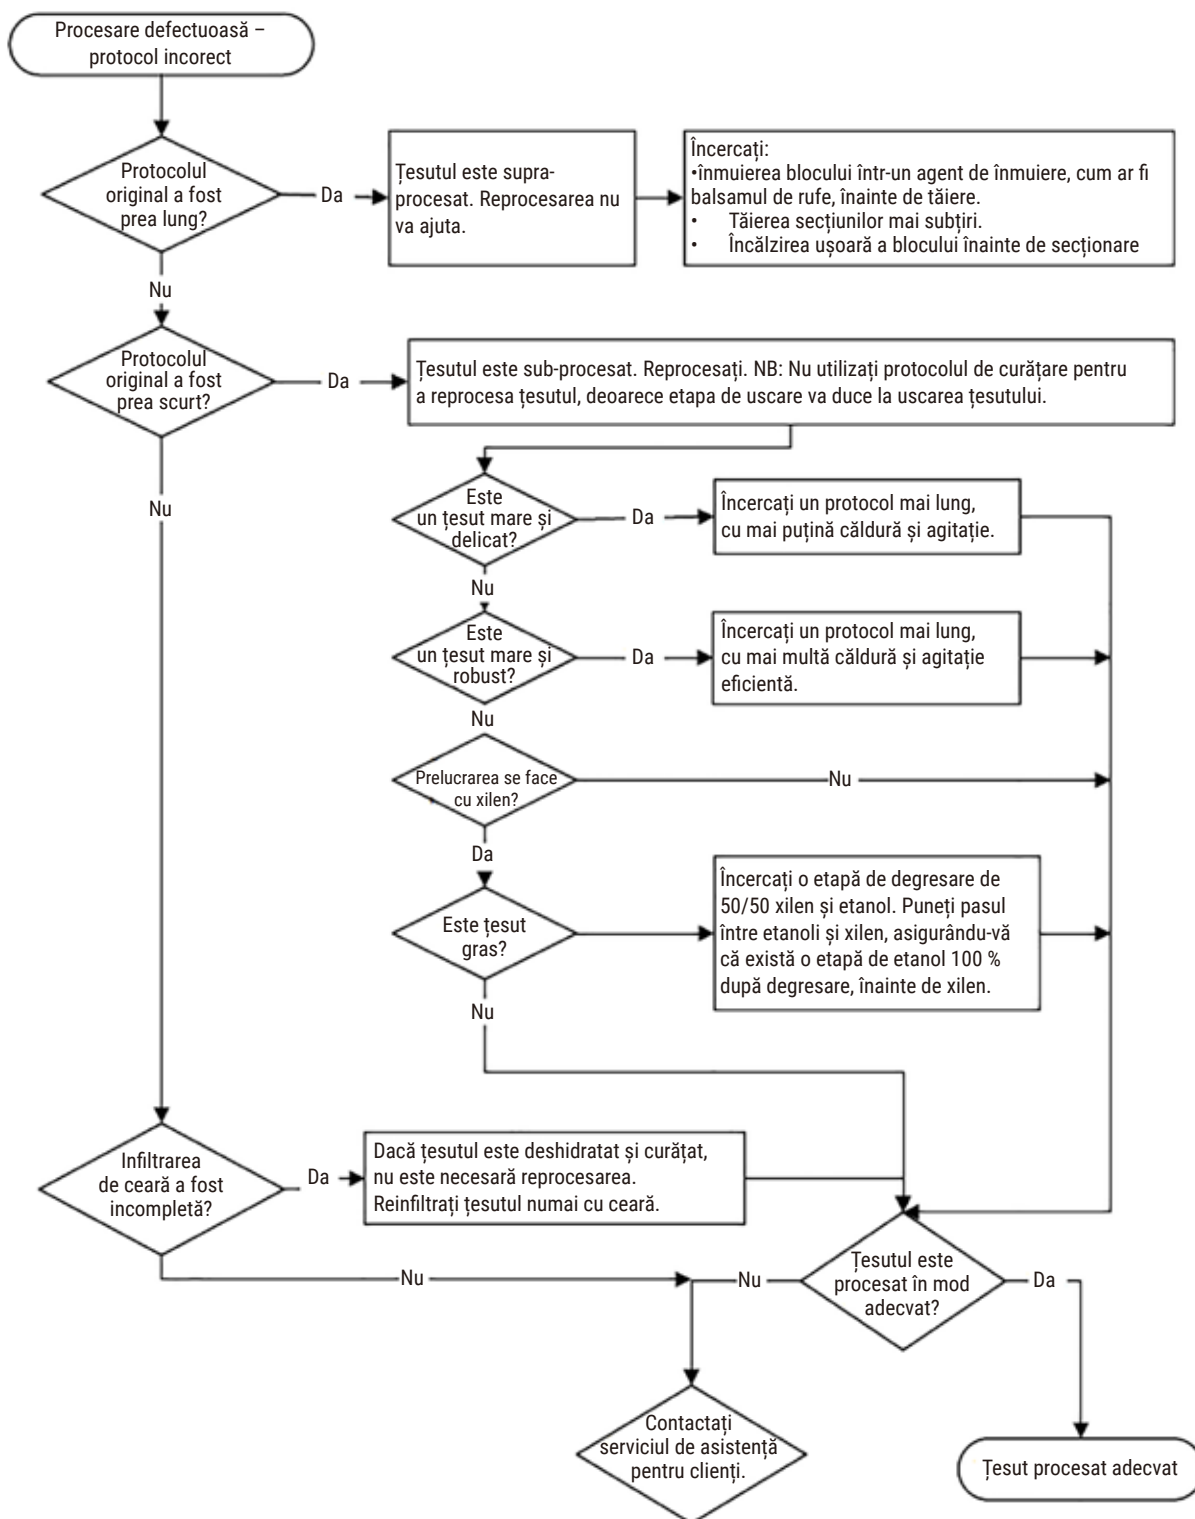 Procesare defectuoasă –
protocol incorect
Protocolul
original a fost
prea lung?
Da
Țesutul este supra-
procesat. Reprocesarea nu
va ajuta.
Încercați:
•înmuierea blocului într-un agent de înmuiere, cum ar fi
balsamul de rufe, înainte de tăiere.
• Tăierea secțiunilor mai subțiri.
• Încălzirea ușoară a blocului înainte de secționare
Nu
Protocolul
original a fost
prea scurt?
Da
Țesutul este sub-procesat. Reprocesați. NB: Nu utilizați protocolul de curățare pentru
a reprocesa țesutul, deoarece etapa de uscare va duce la uscarea țesutului.
Nu
Este
un țesut mare și
delicat?
Da
Încercați un protocol mai lung,
cu mai puțină căldură și agitație.
Nu
Este
un țesut mare și
robust?
Da
Încercați un protocol mai lung,
cu mai multă căldură și agitație
eficientă.
Nu
Prelucrarea se face
cu xilen?
Nu
Da
Este țesut
gras?
Încercați o etapă de degresare de
50/50 xilen și etanol. Puneți pasul
între etanoli și xilen, asigurându-vă
că există o etapă de etanol 100 %
după degresare, înainte de xilen.
Nu
Infiltrarea
de ceară a fost
incompletă?
Da
Dacă țesutul este deshidratat și curățat,
nu este necesară reprocesarea.
Reinfiltrați țesutul numai cu ceară.
Nu
Țesutul este
procesat în mod
adecvat?
Nu
Da
Contactați
serviciul de asistență
pentru clienți.
Țesut procesat adecvat